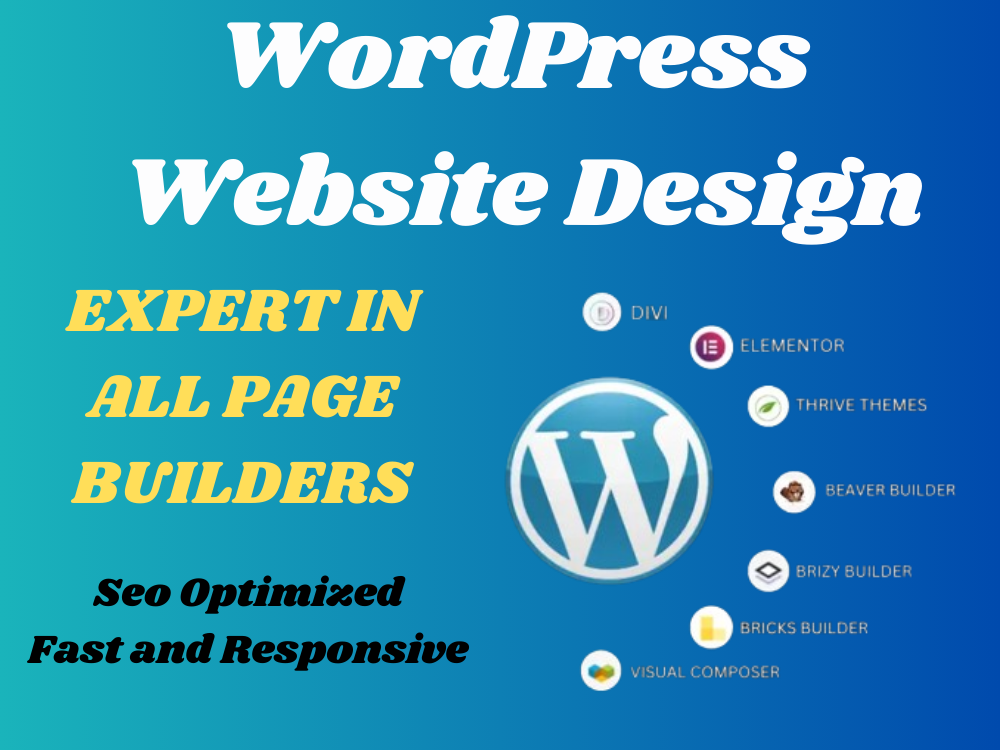 WordPress
Website Design
EXPERT IN
ALL PAGE
BUILDERS
Seo Optimized
Fast and Responsive
DIVI
ELEMENTOR
THRIVE THEMES
BEAVER BUILDER
BRIZY BUILDER
BRICKS BUILDER
VISUAL COMPOSER